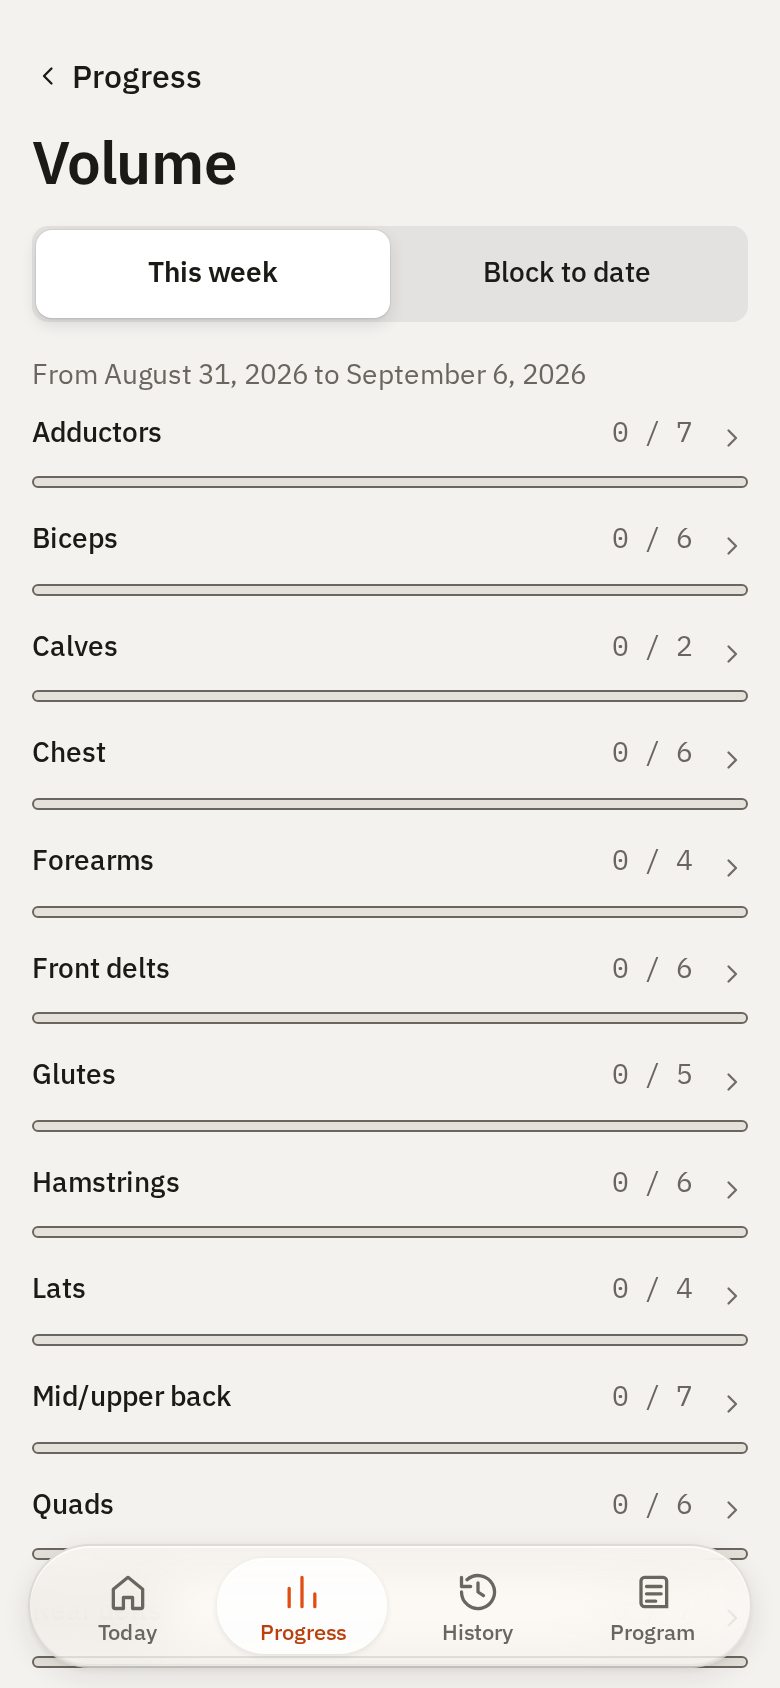 Progress
Volume
This week
Block to date
From August 31, 2026 to September 6, 2026
Adductors 0 / 7
Biceps 0 / 6
Calves 0 / 2
Chest 0 / 6
Forearms 0 / 4
Front delts 0 / 6
Glutes 0 / 5
Hamstrings 0 / 6
Lats 0 / 4
Mid/upper back 0 / 7
Quads 0 / 6
Today
Progress
History
Program